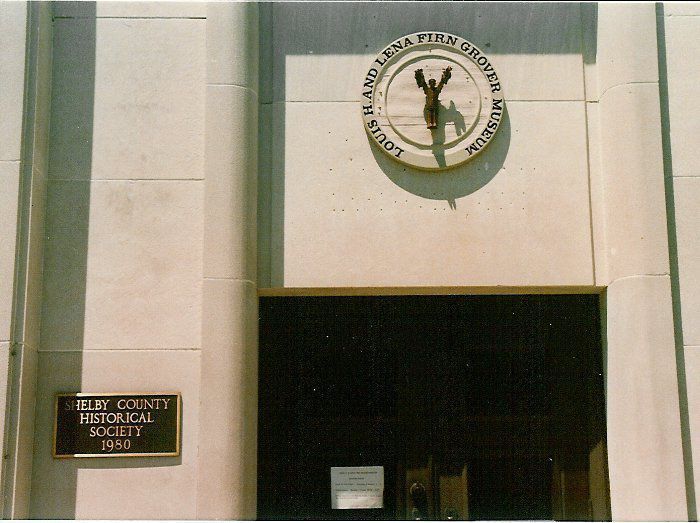 LOUIS H. AND LENA FIRN GROVER MUSEUM
SHELBY COUNTY
HISTORICAL
SOCIETY
1980